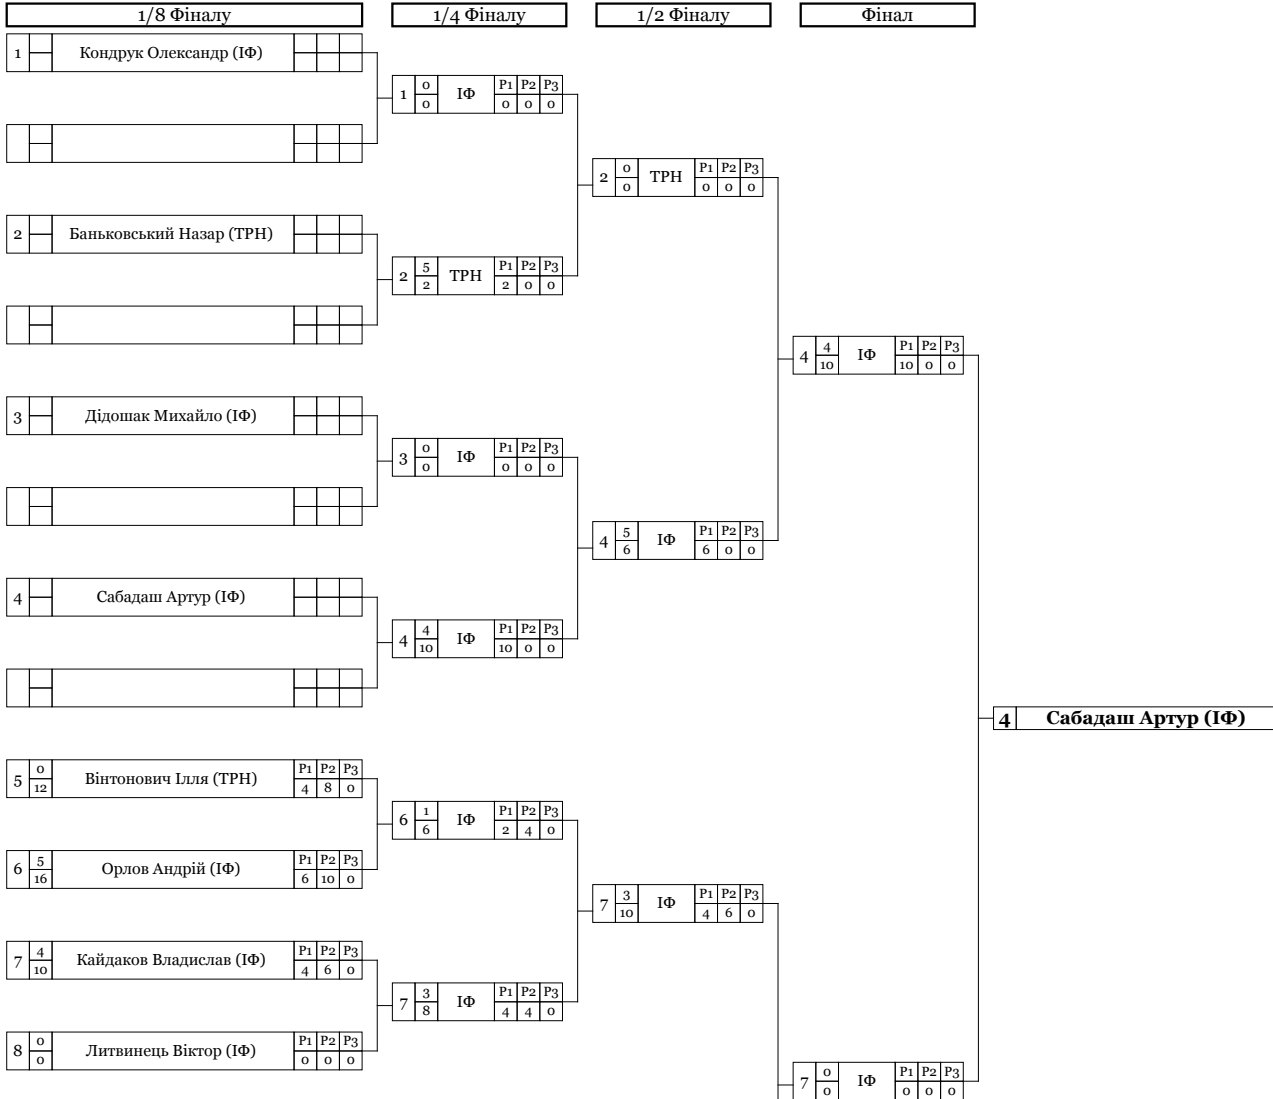 1/8 Фіналу 1/4 Фіналу 1/2 Фіналу Фінал
1 Кондрук Олександр (ІФ)
0 P1 P2 P3
1 ІФ
0 0 0 0
0 P1 P2 P3
2 ТРН
0 0 0 0
2 Баньковський Назар (ТРН)
5 P1 P2 P3
2 ТРН
2 2 0 0
4 P1 P2 P3
4 ІФ
10 10 0 0
3 Дідошак Михайло (ІФ)
0 P1 P2 P3
3 ІФ
0 0 0 0
5 P1 P2 P3
4 ІФ
6 6 0 0
4 Сабадаш Артур (ІФ)
4 P1 P2 P3
4 ІФ
10 10 0 0
4 Сабадаш Артур (ІФ)
0 P1 P2 P3
5 Вінтонович Ілля (ТРН)
12 4 8 0
1 P1 P2 P3
6 ІФ
6 2 4 0
5 P1 P2 P3
6 Орлов Андрій (ІФ)
16 6 10 0
3 P1 P2 P3
7 ІФ
10 4 6 0
4 P1 P2 P3
7 Кайдаков Владислав (ІФ)
10 4 6 0
3 P1 P2 P3
7 ІФ
8 4 4 0
0 P1 P2 P3
8 Литвинець Віктор (ІФ)
0 0 0 0
0 P1 P2 P3
7 ІФ
0 0 0 0